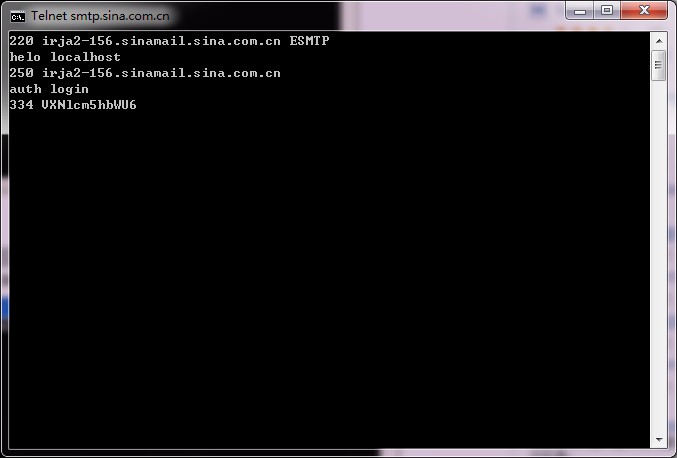 Telnet smtp.sina.com.cn
220 irja2-156.sinamail.sina.com.cn ESMTP
helo localhost
250 irja2-156.sinamail.sina.com.cn
auth login
334 VXNlcm5hbWU6